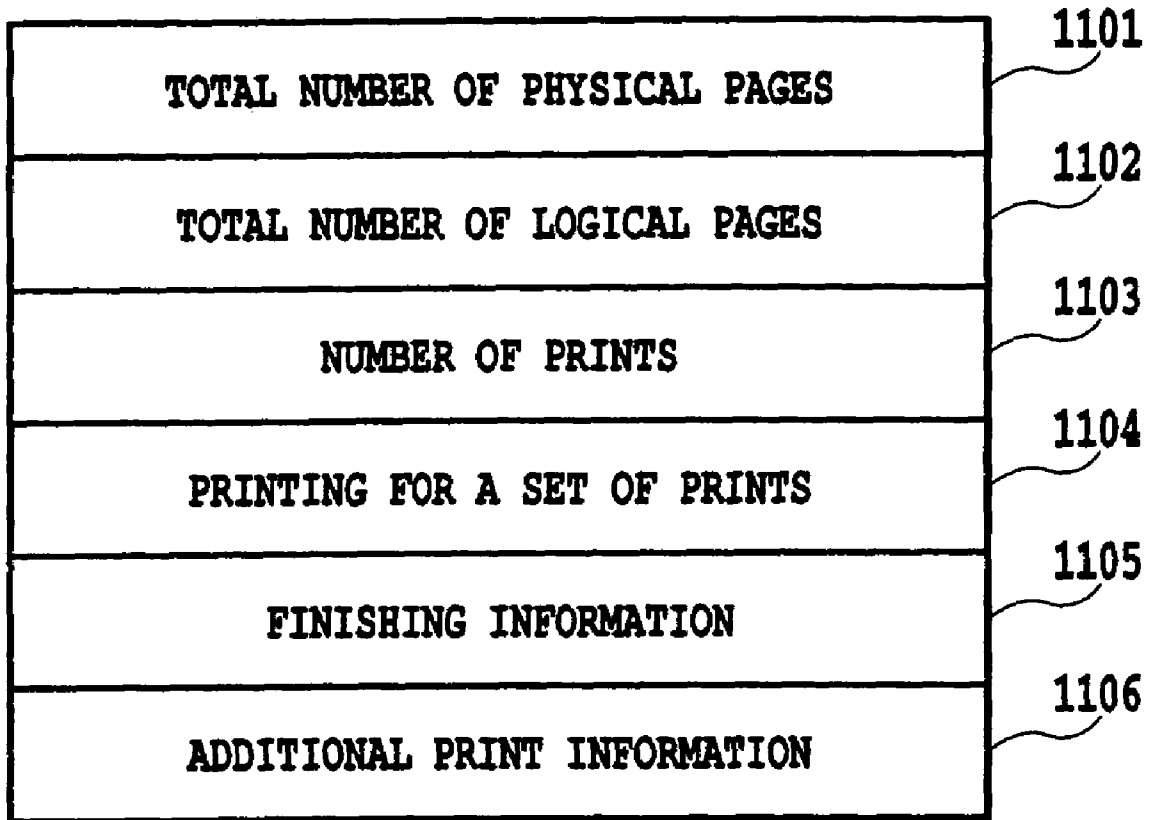 1101
TOTAL NUMBER OF PHYSICAL PAGES
1102
TOTAL NUMBER OF LOGICAL PAGES
1103
NUMBER OF PRINTS
1104
PRINTING FOR A SET OF PRINTS
1105
FINISHING INFORMATION
1106
ADDITIONAL PRINT INFORMATION